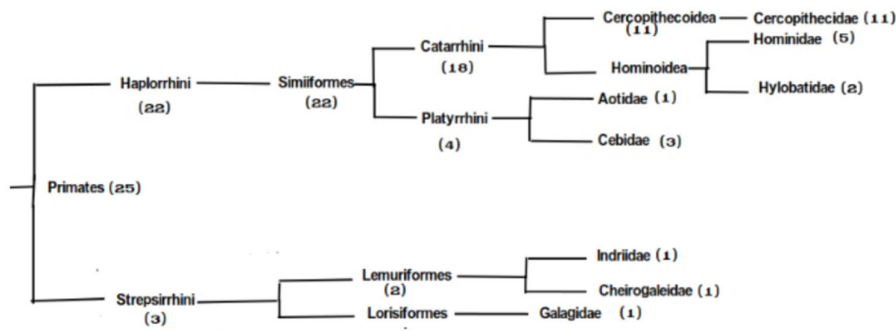 Cercopithecoidea Cercopithecidae (11)
(11)
Catarrhini Hominidae (5)
(18)
Hominoidea
Haplorrhini Simiiformes Hylobatidae (2)
(22) (22) Aotidae (1)
Platyrrhini
(4) Cebidae (3)
Primates (25)
Indriidae (1)
Lemuriformes
(2) Cheirogaleidae (1)
Strepsirrhini
(3) Lorisiformes Galagidae (1)